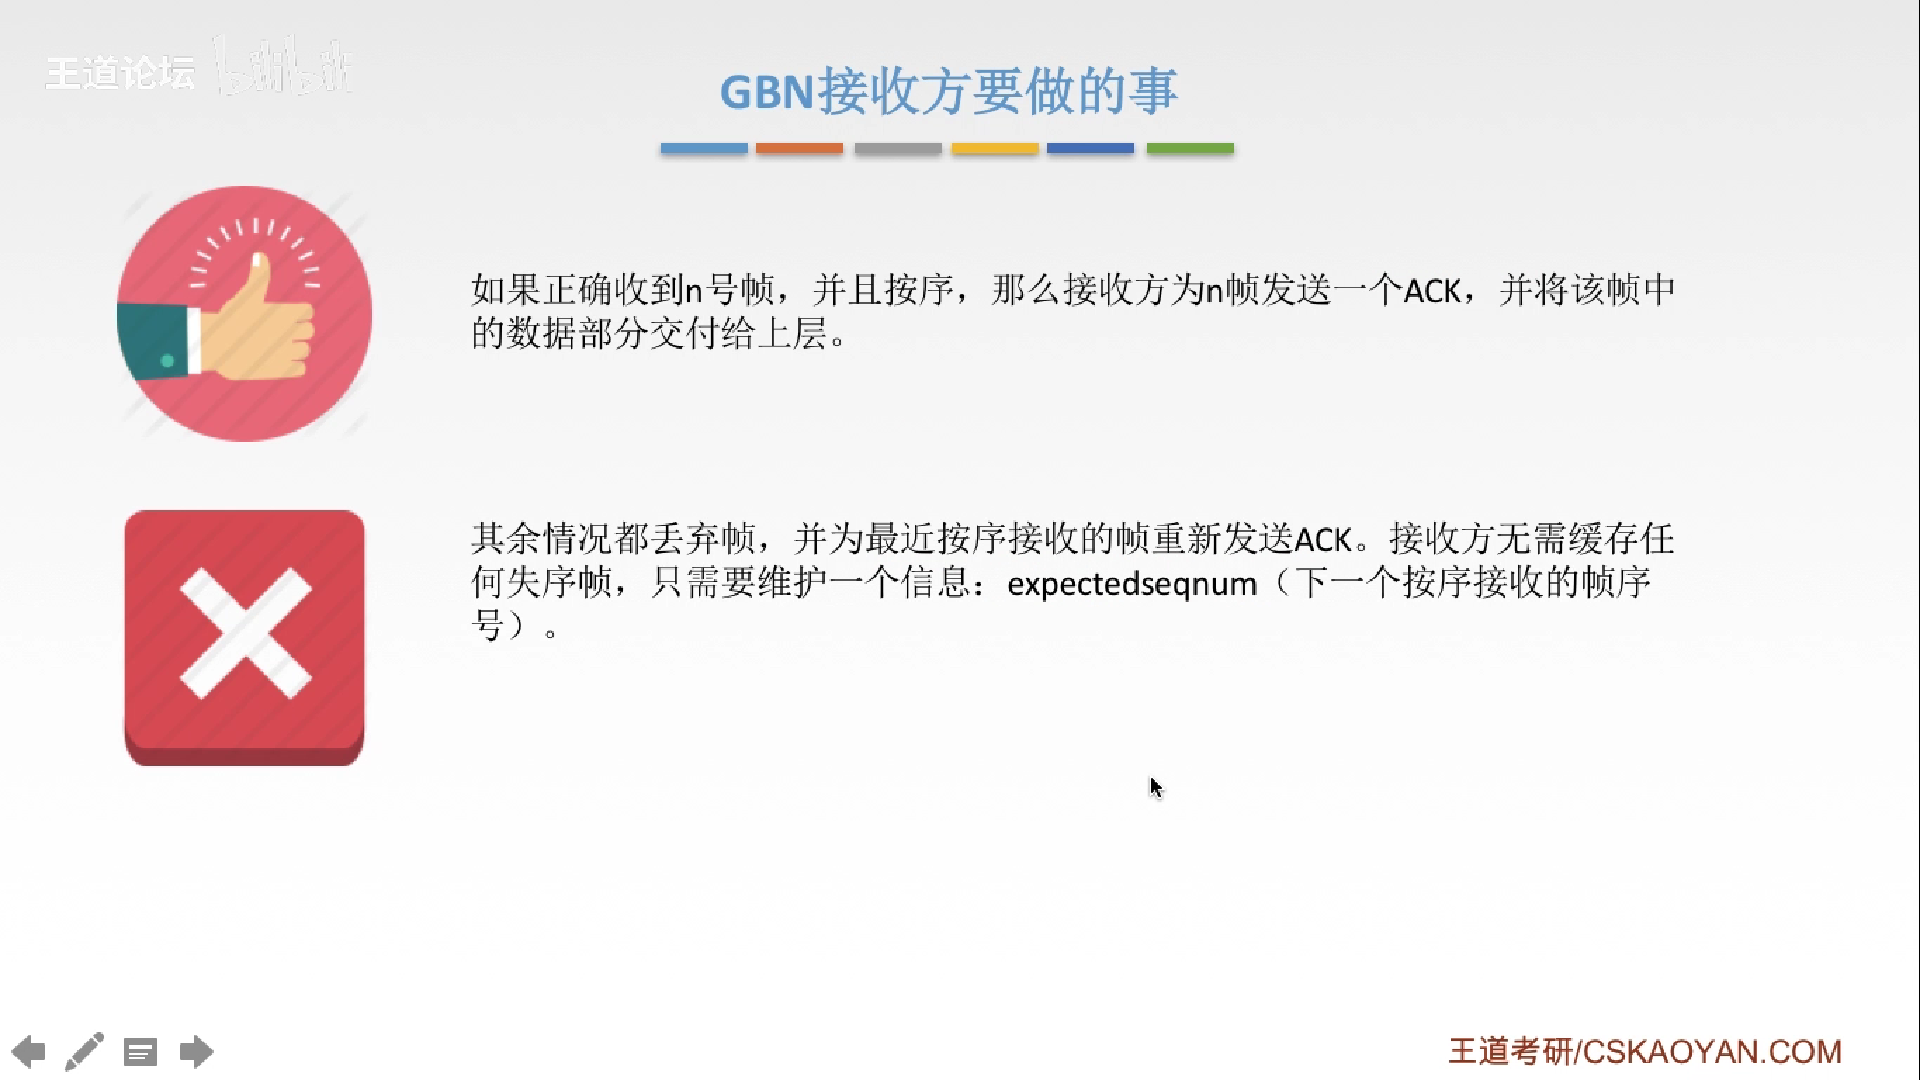 王道论坛 bilibili
GBN接收方要做的事
如果正确收到n号帧，并且按序，那么接收方为n帧发送一个ACK，并将该帧中
的数据部分交付给上层。
其余情况都丢弃帧，并为最近按序接收的帧重新发送ACK。接收方无需缓存任
何失序帧，只需要维护一个信息：expectedseqnum（下一个按序接收的帧序
号）。
王道考研/CSKAOYAN.COM